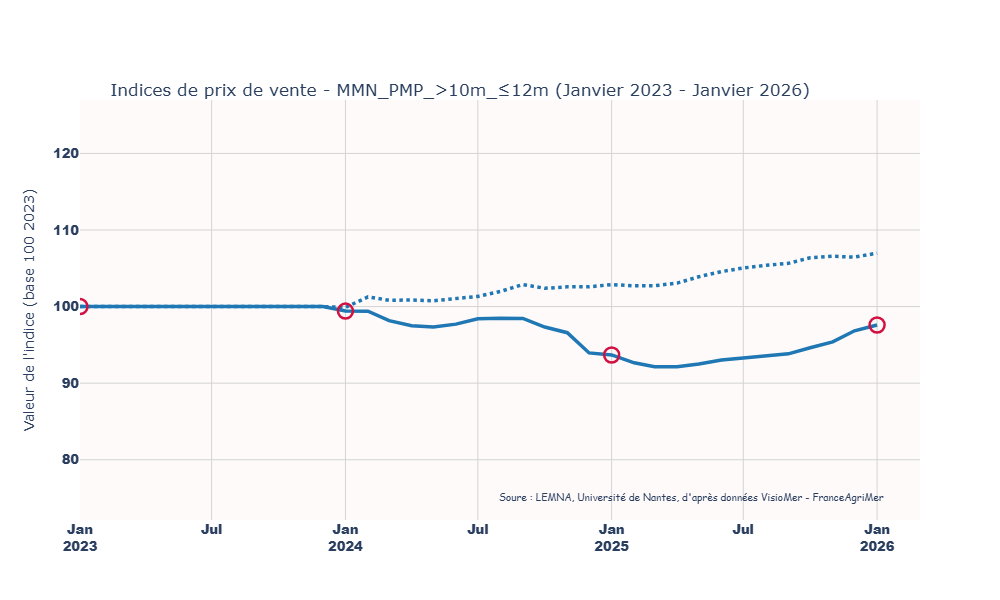 Indices de prix de vente - MMN_PMP_>10m_≤12m (Janvier 2023 - Janvier 2026)
Valeur de l'indice (base 100 2023)
120
110
100
90
80
Soure : LEMNA, Université de Nantes, d'après données VisioMer - FranceAgriMer
Jan Jul Jan Jul Jan Jul Jan
2023 2024 2025 2026